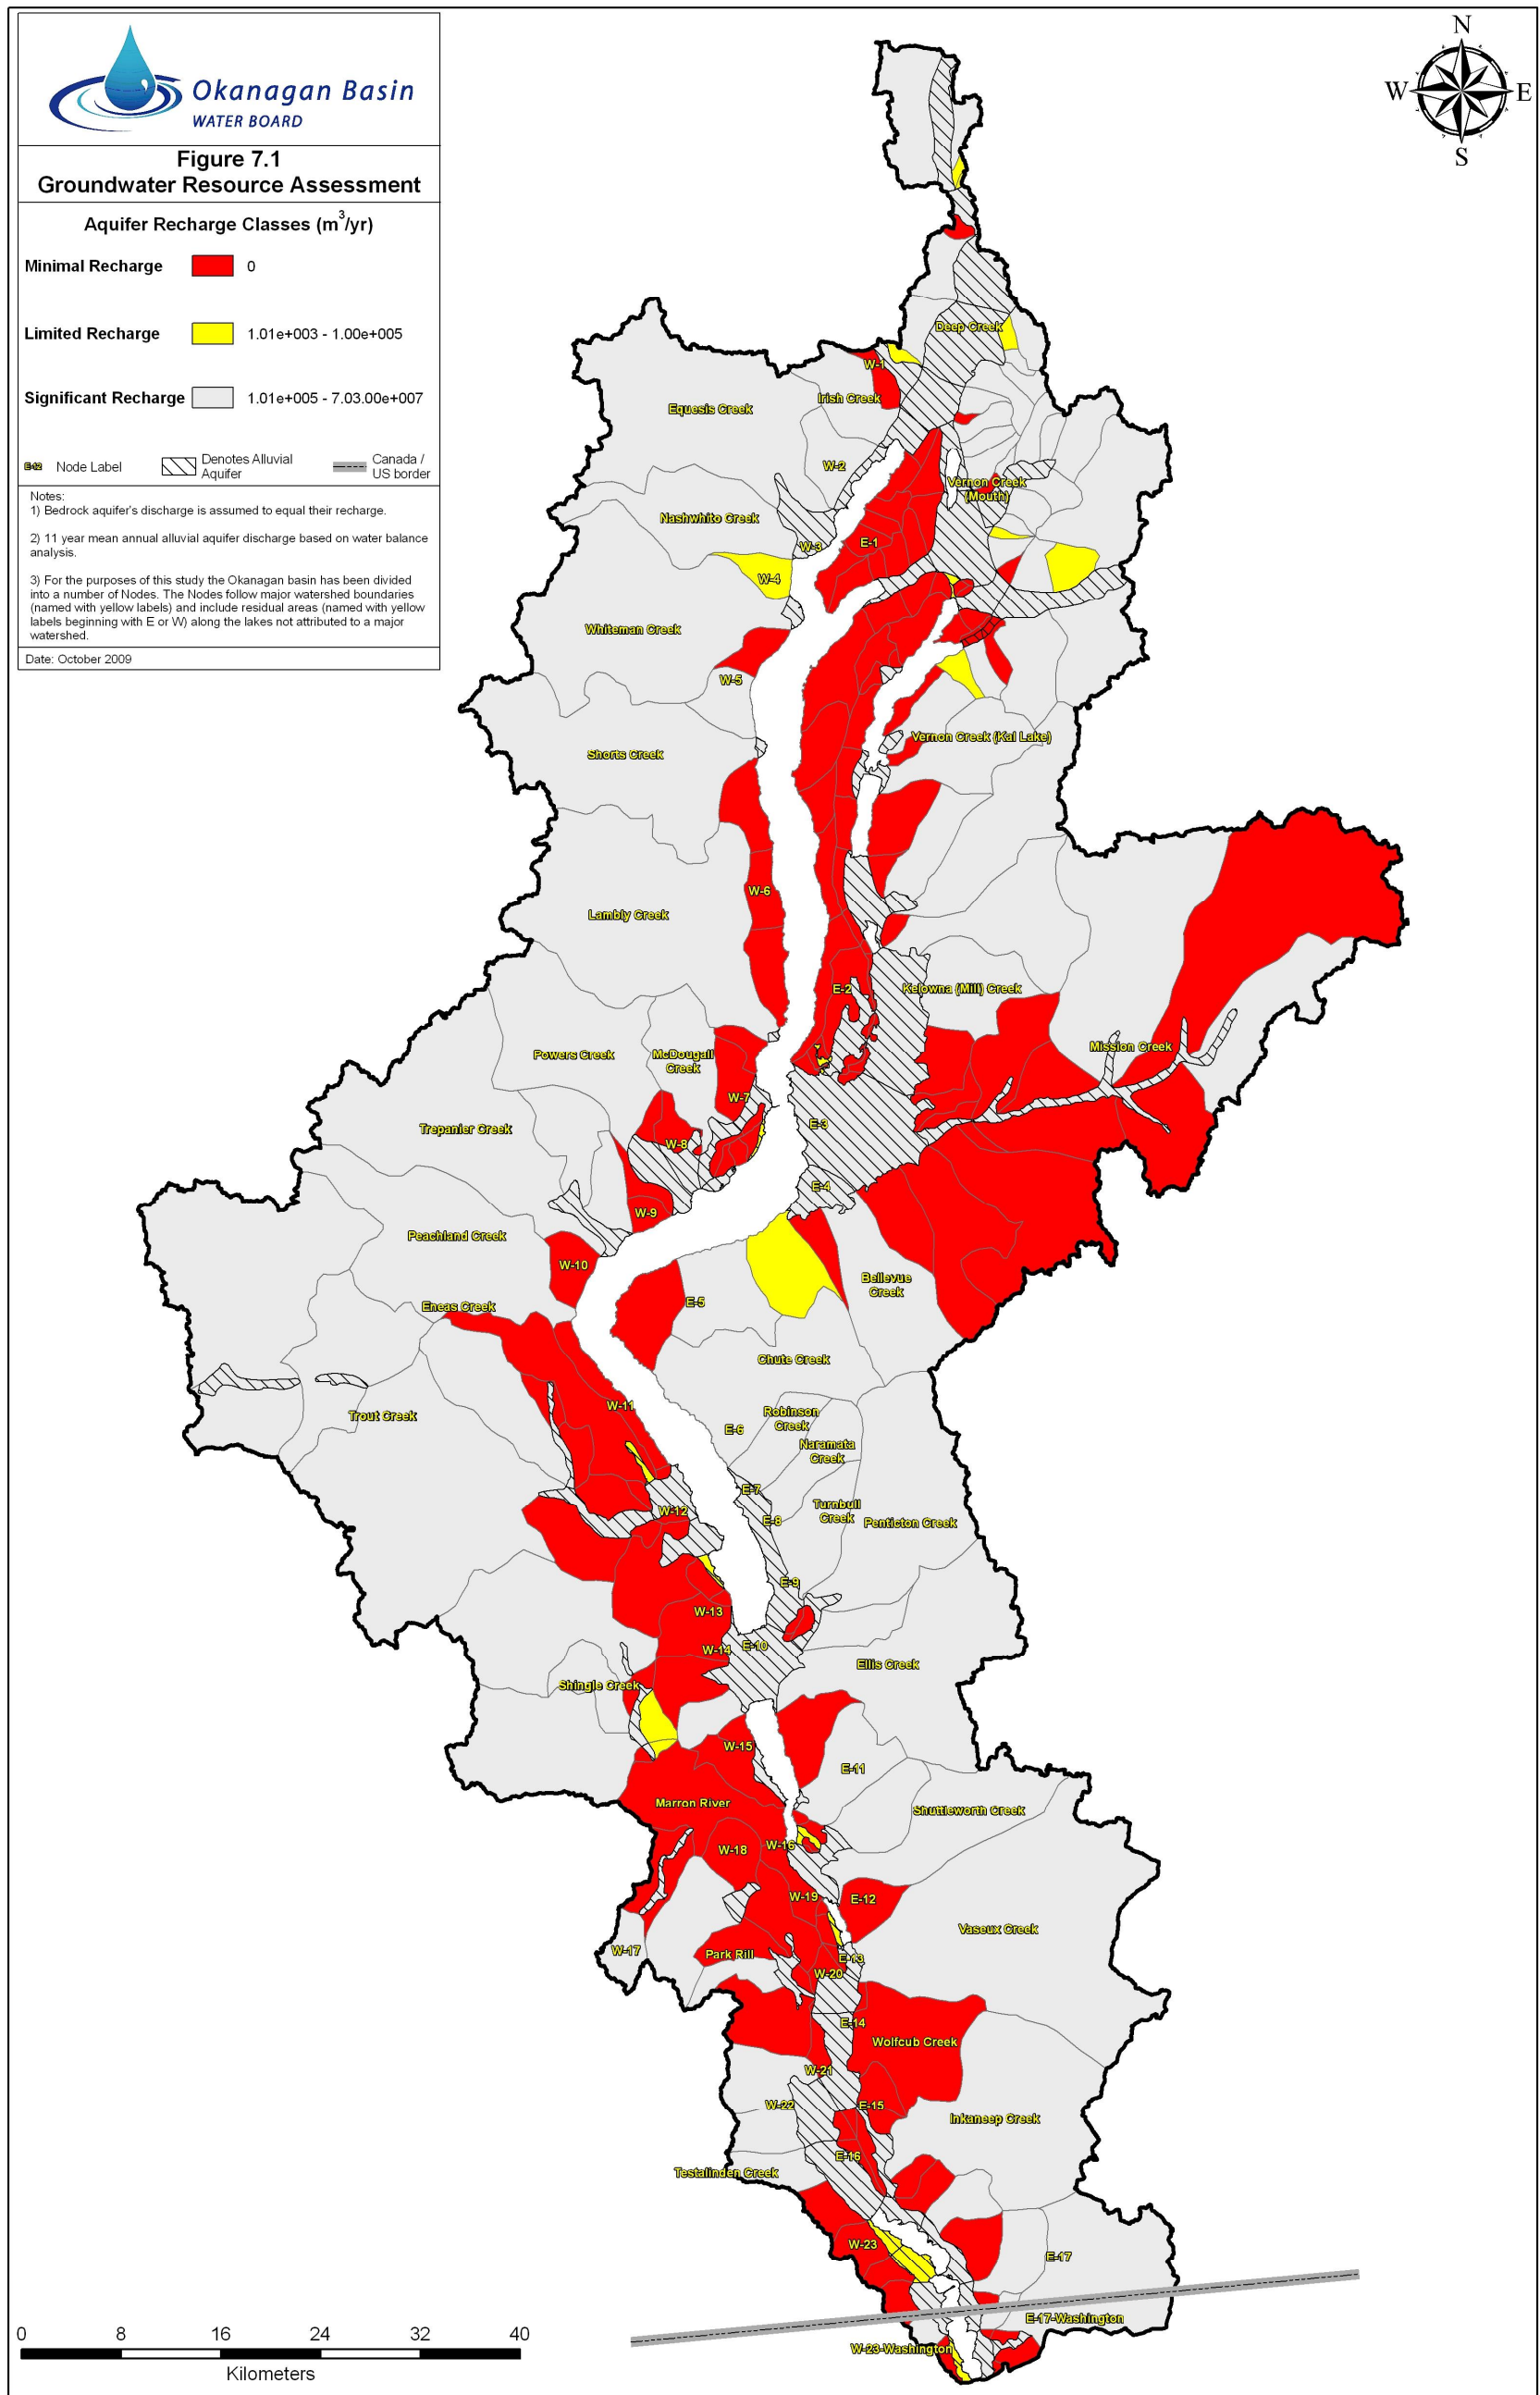 Okanagan Basin
WATER BOARD
Figure 7.1
Groundwater Resource Assessment
Aquifer Recharge Classes (m³/yr)
Minimal Recharge 0
Limited Recharge 1.01e+003 - 1.00e+005
Significant Recharge 1.01e+005 - 7.03.00e+007
E-12 Node Label
Denotes Alluvial
Aquifer
Canada /
US border
Notes:
1) Bedrock aquifer's discharge is assumed to equal their recharge.
2) 11 year mean annual alluvial aquifer discharge based on water balance
analysis.
3) For the purposes of this study the Okanagan basin has been divided
into a number of Nodes. The Nodes follow major watershed boundaries
(named with yellow labels) and include residual areas (named with yellow
labels beginning with E or W) along the lakes not attributed to a major
watershed.
Date: October 2009
N
W
E
S
Deep Creek
W-1
Irish Creek
Equesis Creek
W-2
Vernon Creek
(Mouth)
Nashwhito Creek
W-3
E-1
W-4
Whiteman Creek
W-5
Vernon Creek (Kal Lake)
Shorts Creek
W-6
Lambly Creek
E-2
Kelowna (Mill) Creek
Mission Creek
Powers Creek
McDougall
Creek
W-7
Trepanier Creek
W-8
E-3
E-4
W-9
Peachland Creek
W-10
Bellevue
Creek
Eneas Creek
E-5
Chute Creek
W-11
Trout Creek
E-6
Robinson
Creek
Naramata
Creek
E-7
W-12
E-8
Turnbull
Creek
Penticton Creek
E-9
W-13
W-14
E-10
Ellis Creek
Shingle Creek
W-15
E-11
Marron River
Shuttleworth Creek
W-18
W-16
W-19
E-12
Vaseux Creek
W-17
Park Rill
E-13
W-20
E-14
Wolfcub Creek
W-21
W-22
E-15
Inkaneep Creek
E-16
Testalinden Creek
W-23
E-17
E-17-Washington
W-23-Washington
0 8 16 24 32 40
Kilometers